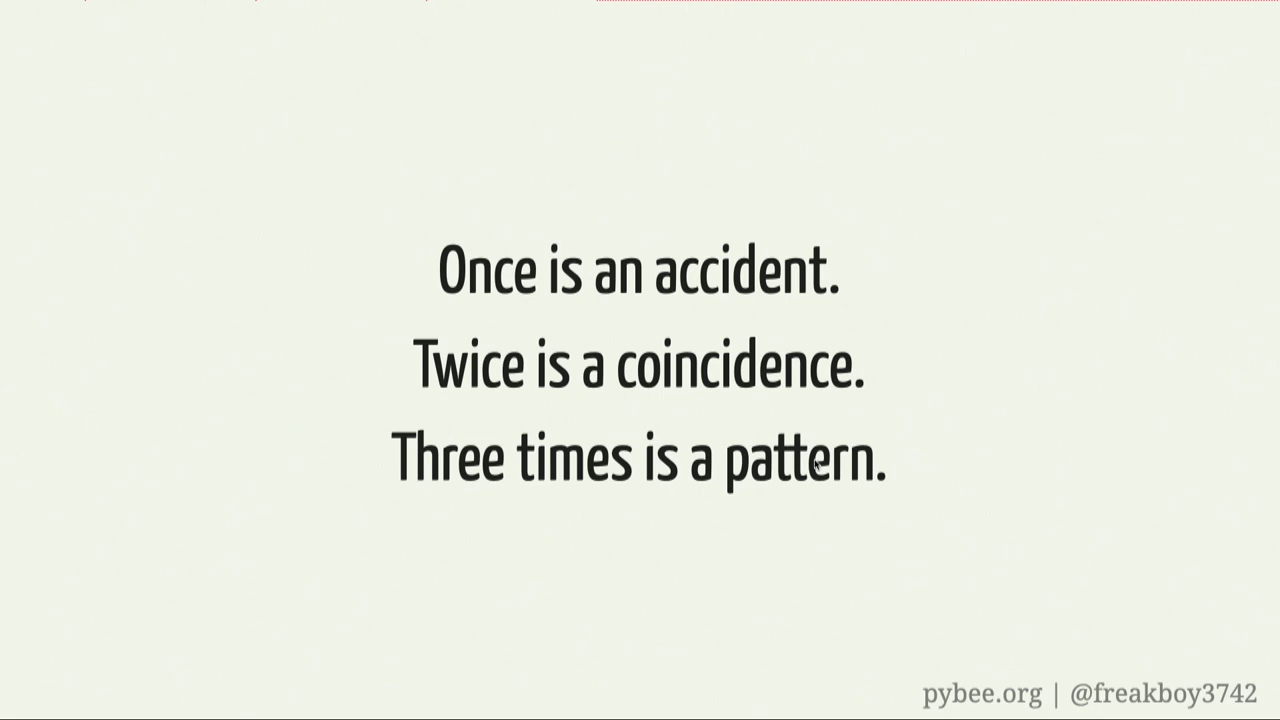 Once is an accident.
Twice is a coincidence.
Three times is a pattern.
pybee.org | @freakboy3742